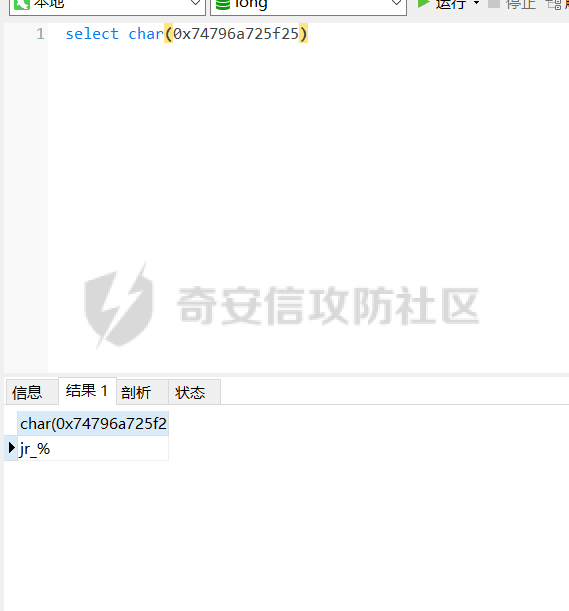 本地 long 运行 停止
1 select char(0x74796a725f25)
奇安信攻防社区
信息 结果 1 剖析 状态
char(0x74796a725f2
jr_%